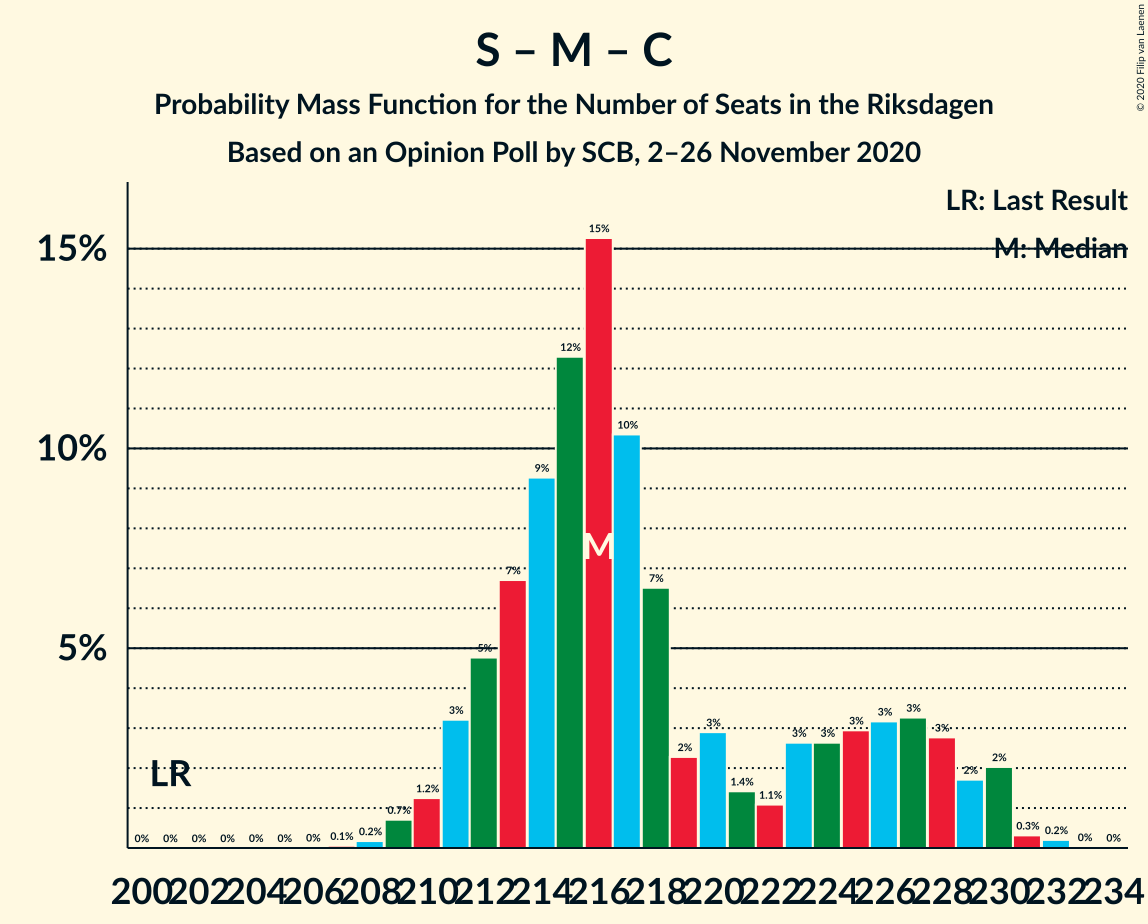 S – M – C
Probability Mass Function for the Number of Seats in the Riksdagen
Based on an Opinion Poll by SCB, 2–26 November 2020
© 2020 Filip van Laenen
LR: Last Result
M: Median
15%
10%
5%
0% 0% 0% 0% 0% 0% 0% 0.1% 0.2% 0.7% 1.2% 3% 5% 7% 9% 12% 15% 10% 7% 2% 3% 1.4% 1.1% 3% 3% 3% 3% 3% 3% 2% 2% 0.3% 0.2% 0% 0%
M
LR
200 202 204 206 208 210 212 214 216 218 220 222 224 226 228 230 232 234